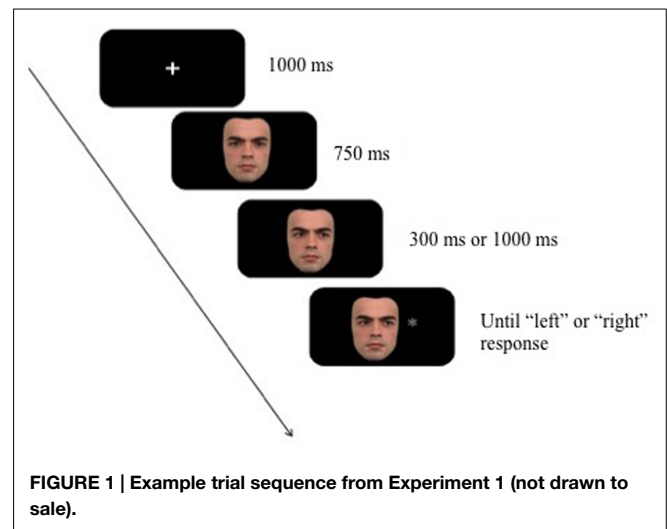 +
1000 ms
750 ms
300 ms or 1000 ms
*
Until “left” or “right”
response
FIGURE 1 | Example trial sequence from Experiment 1 (not drawn to
sale).